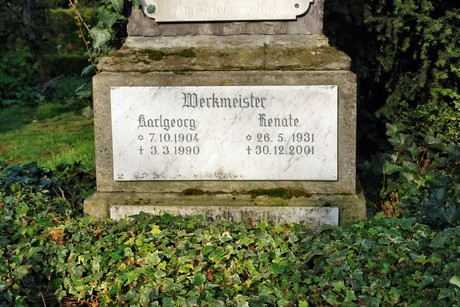 Werkmeister
Karlgeorg Renate
* 7.10.1904 * 26.5.1931
† 3.3.1990 † 30.12.2001